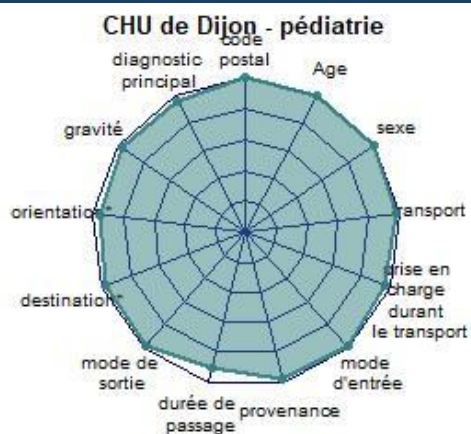 CHU de Dijon - pédiatrie
code
postal
Age
sexe
transport
prise en
charge
durant
le transport
mode
d'entrée
provenance
durée de
passage
mode de
sortie
destination*
orientation*
gravité
diagnostic
principal